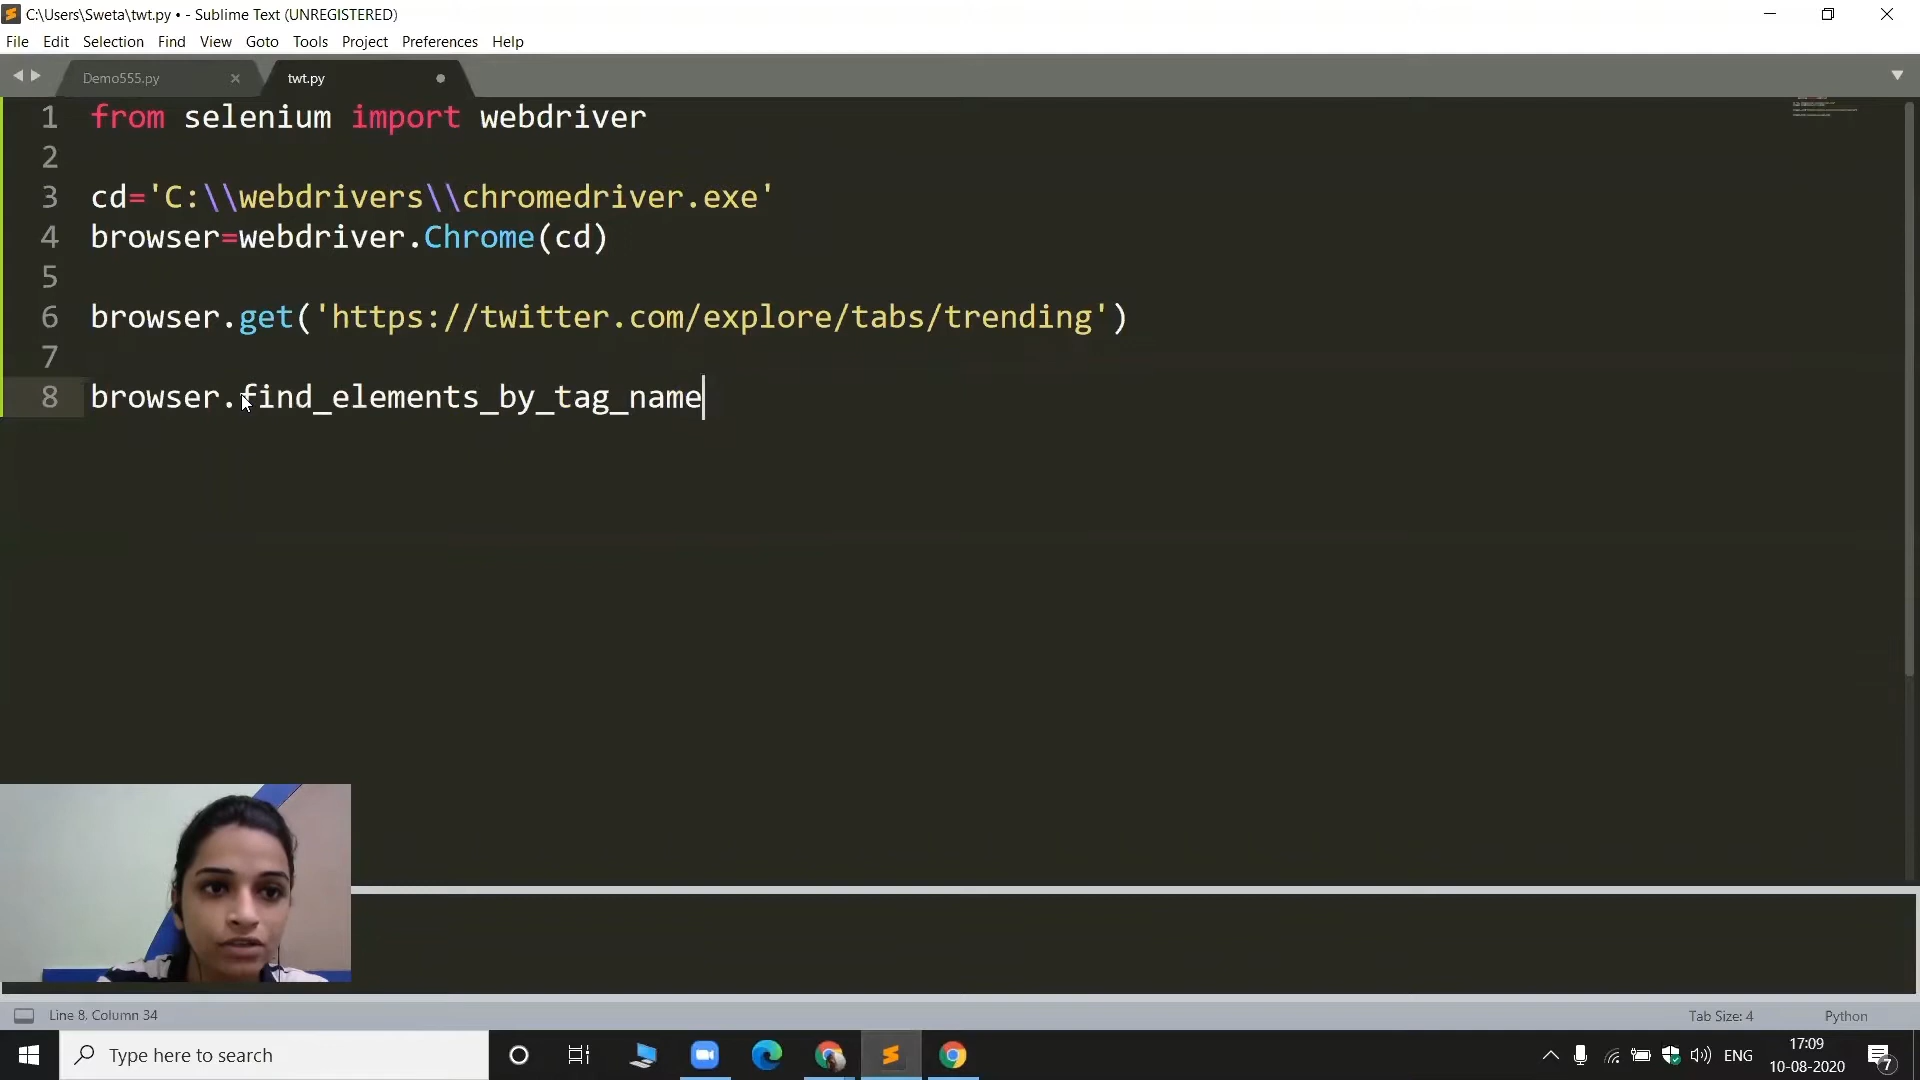 C:\Users\Sweta\twt.py • - Sublime Text (UNREGISTERED)
File Edit Selection Find View Goto Tools Project Preferences Help
Demo555.py twt.py
1 from selenium import webdriver
2
3 cd='C:\\webdrivers\\chromedriver.exe'
4 browser=webdriver.Chrome(cd)
5
6 browser.get('https://twitter.com/explore/tabs/trending')
7
8 browser.find_elements_by_tag_name
Line 8, Column 34 Tab Size: 4 Python
Type here to search ENG 17:09
10-08-2020 7